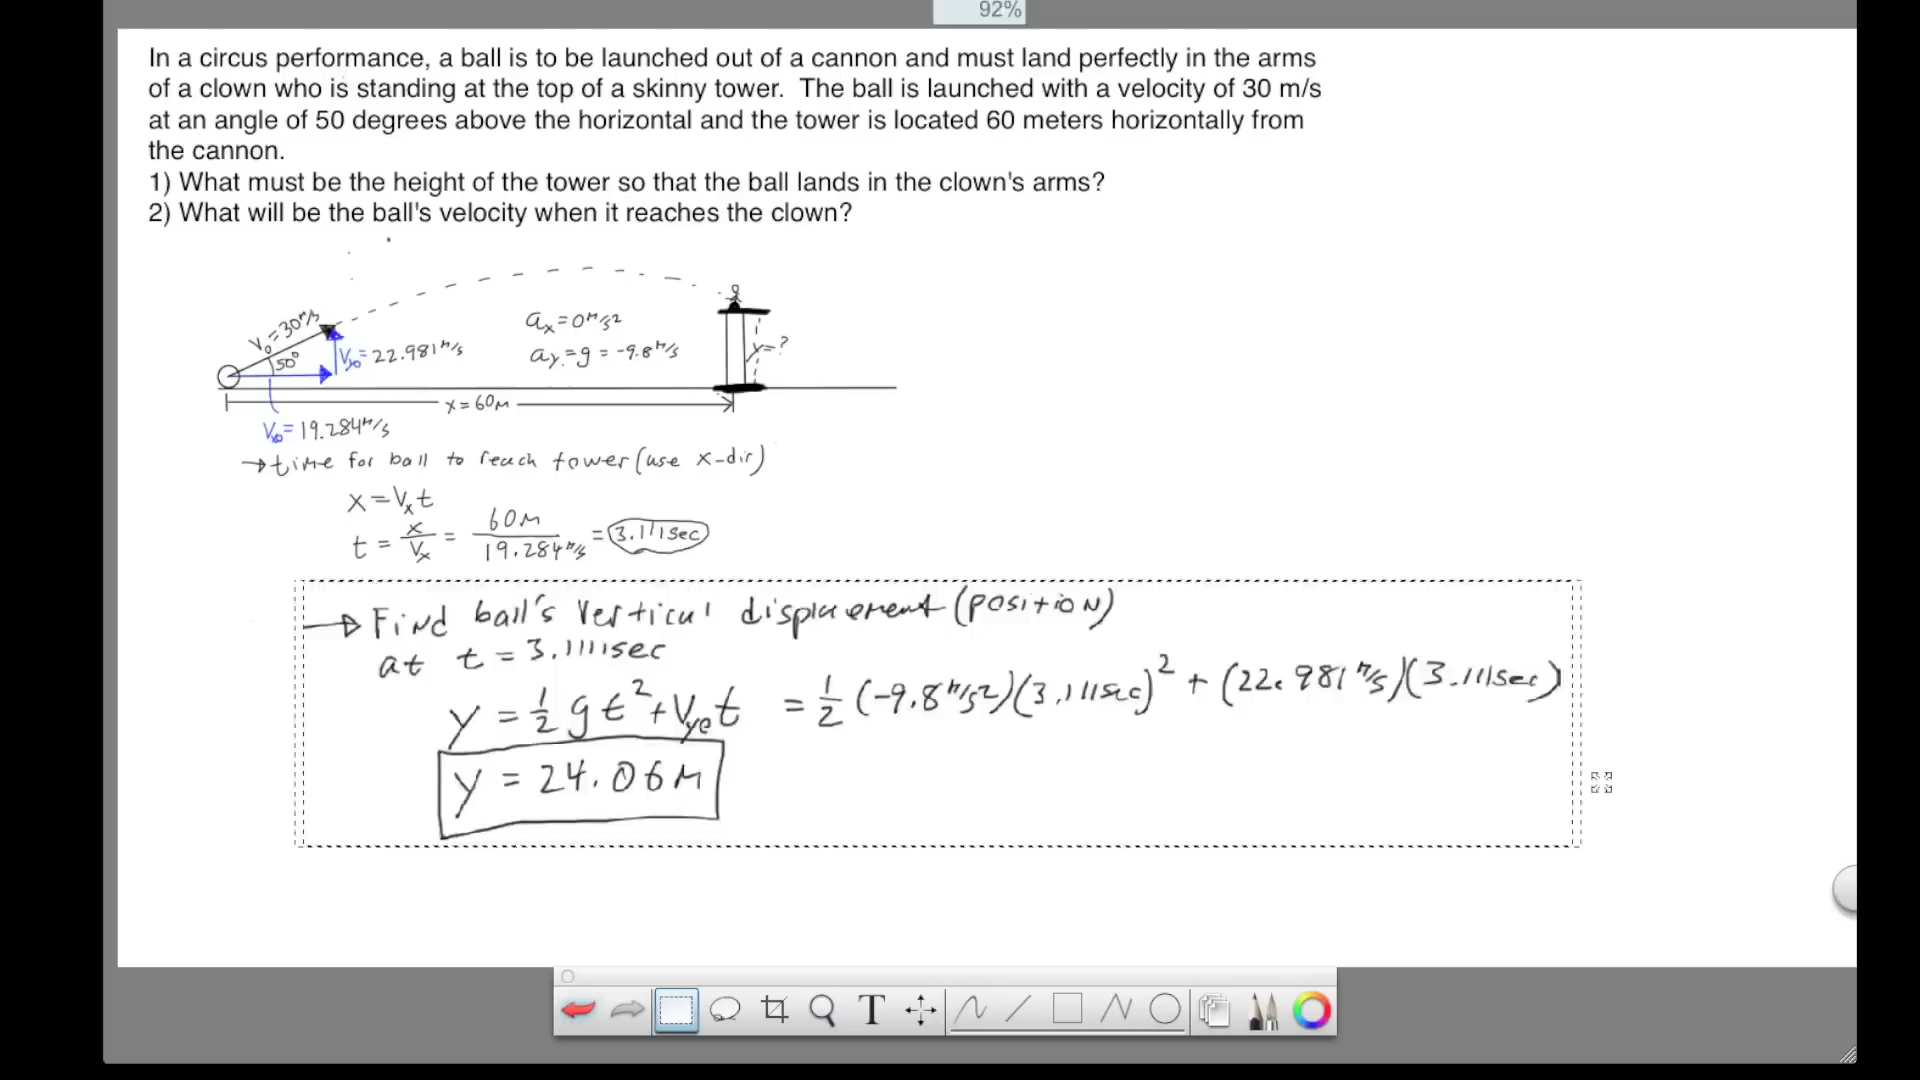 92%
In a circus performance, a ball is to be launched out of a cannon and must land perfectly in the arms
of a clown who is standing at the top of a skinny tower.  The ball is launched with a velocity of 30 m/s
at an angle of 50 degrees above the horizontal and the tower is located 60 meters horizontally from
the cannon.
1) What must be the height of the tower so that the ball lands in the clown's arms?
2) What will be the ball's velocity when it reaches the clown?
V₀=30m/s
50°
Vy₀=22.981m/s
aₓ=0m/s²
ay=g=-9.8m/s
y=?
x=60m
Vx₀=19.284m/s
→time for ball to reach tower(use x-dir)
x=Vₓt
t = x/Vₓ = 60m/19.284m/s = 3.111sec
→Find ball's vertical displacement(position)
at t=3.1111sec
y=½gt²+Vy₀t =½(-9.8m/s²)(3.111sec)²+(22.981m/s)(3.111sec)
y=24.06m
T